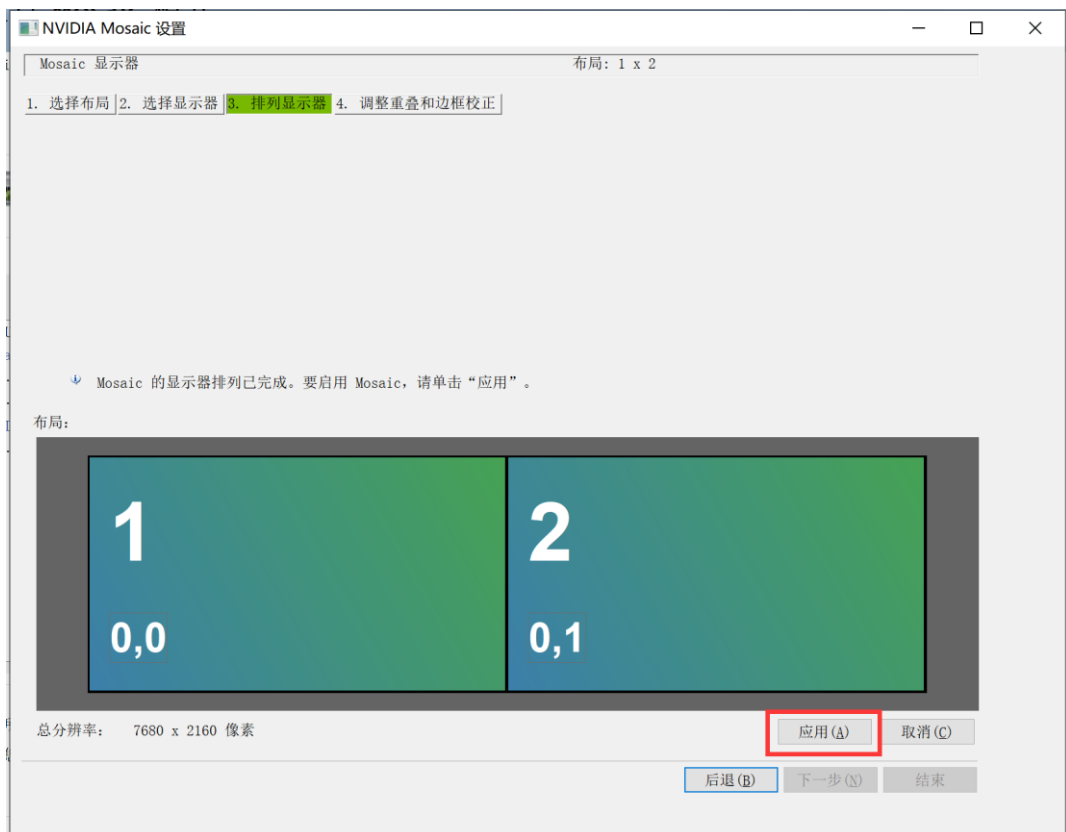 NVIDIA Mosaic 设置
Mosaic 显示器 布局: 1 x 2
1. 选择布局 2. 选择显示器 3. 排列显示器 4. 调整重叠和边框校正
Mosaic 的显示器排列已完成。要启用 Mosaic，请单击“应用”。
布局:
1 2
0,0 0,1
总分辨率: 7680 x 2160 像素 应用(A) 取消(C)
后退(B) 下一步(N) 结束